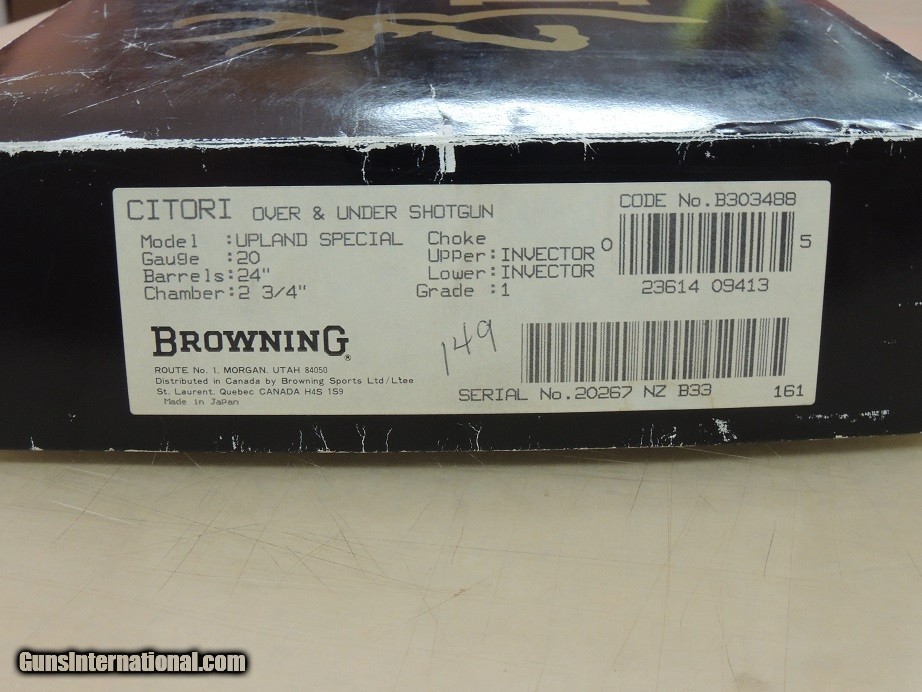 CITORI OVER & UNDER SHOTGUN
Model :UPLAND SPECIAL
Gauge :20
Barrels:24"
Chamber:2 3/4"
Choke
Upper:INVECTOR
Lower:INVECTOR
Grade :1
CODE No.B303488
0 5
23614 09413
BROWNING®
ROUTE No. 1. MORGAN. UTAH 84050
Distributed in Canada by Browning Sports Ltd/Ltee
St. Laurent. Quebec CANADA H4S 1S9
Made in Japan
149
SERIAL No.20267 NZ B33 161
GunsInternational.com